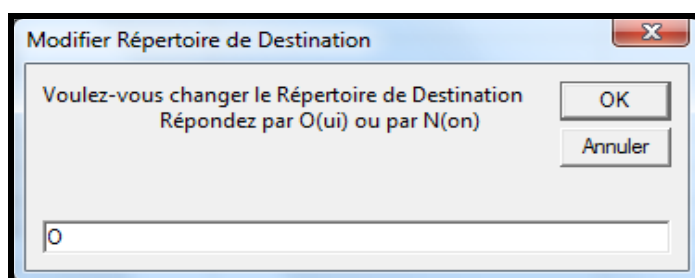 Modifier Répertoire de Destination
Voulez-vous changer le Répertoire de Destination
Répondez par O(ui) ou par N(on)
OK
Annuler
O